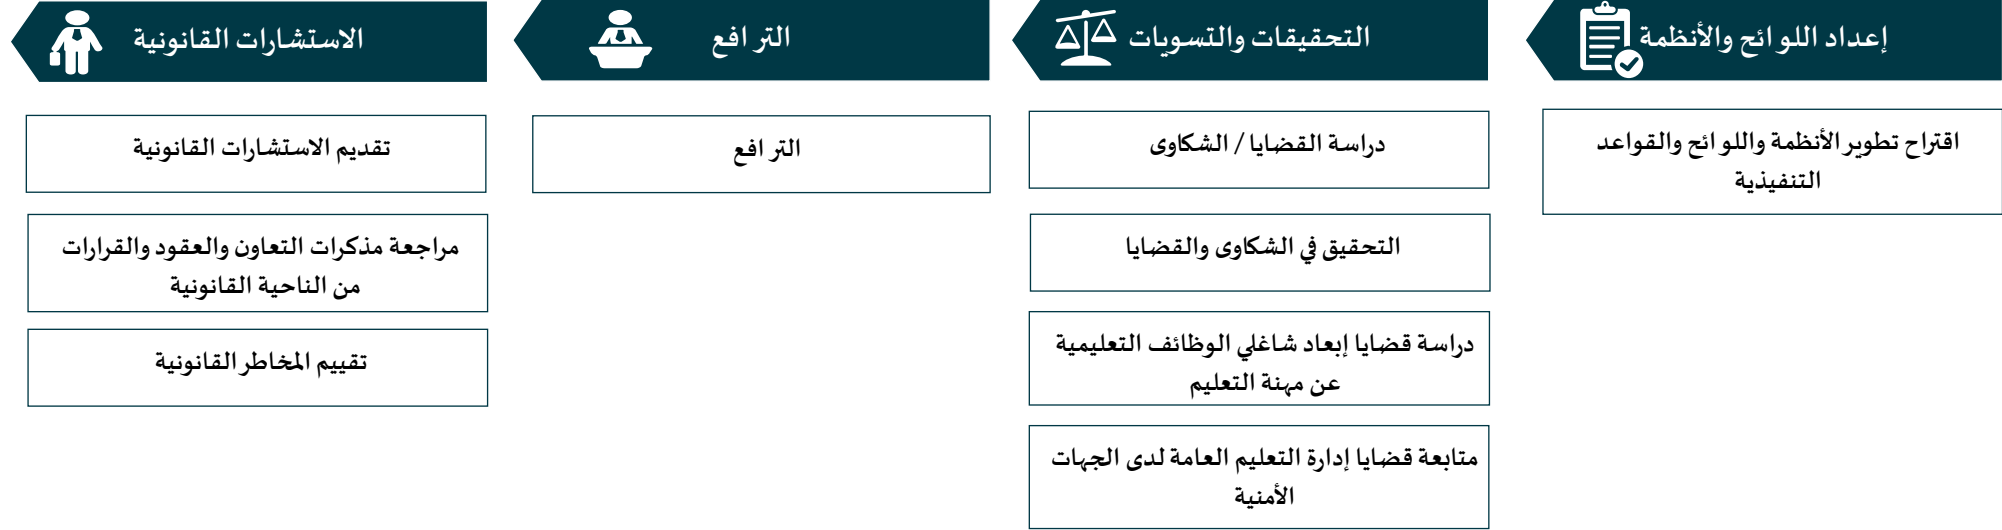 إعداد اللوائح والأنظمة
اقتراح تطوير الأنظمة واللوائح والقواعد
التنفيذية
التحقيقات والتسويات
دراسة القضايا / الشكاوى
التحقيق في الشكاوى والقضايا
دراسة قضايا إبعاد شاغلي الوظائف التعليمية
عن مهنة التعليم
متابعة قضايا إدارة التعليم العامة لدى الجهات
الأمنية
الترافع
الترافع
الاستشارات القانونية
تقديم الاستشارات القانونية
مراجعة مذكرات التعاون والعقود والقرارات
من الناحية القانونية
تقييم المخاطر القانونية